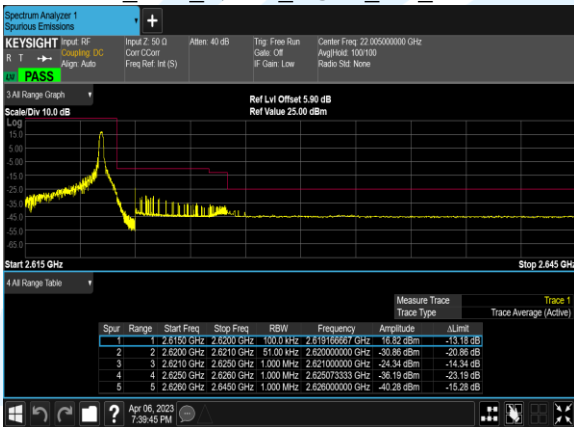 Spectrum Analyzer 1
Spurious Emissions
KEYSIGHT Input: RF Input Z: 50 Ω Atten: 40 dB Trig: Free Run Center Freq: 22.005000000 GHz
R T Coupling: DC Corr CCorr Gate: Off Avg|Hold: 100/100
Align: Auto Freq Ref: Int (S) IF Gain: Low Radio Std: None
PASS
3 All Range Graph
Ref Lvl Offset 5.90 dB
Scale/Div 10.0 dB Ref Value 25.00 dBm
Log
15.0
5.00
-5.00
-15.0
-25.0
-35.0
-45.0
-55.0
-65.0
Start 2.615 GHz Stop 2.645 GHz
4 All Range Table
Measure Trace Trace 1
Trace Type Trace Average (Active)
Spur Range Start Freq Stop Freq RBW Frequency Amplitude ΔLimit
1 1 2.6150 GHz 2.6200 GHz 100.0 kHz 2.619166667 GHz 16.82 dBm -13.18 dB
2 2 2.6200 GHz 2.6210 GHz 51.00 kHz 2.620000000 GHz -30.86 dBm -20.86 dB
3 3 2.6210 GHz 2.6250 GHz 1.000 MHz 2.621000000 GHz -24.34 dBm -14.34 dB
4 4 2.6250 GHz 2.6260 GHz 1.000 MHz 2.625073333 GHz -36.19 dBm -23.19 dB
5 5 2.6260 GHz 2.6450 GHz 1.000 MHz 2.626000000 GHz -40.28 dBm -15.28 dB
? Apr 06, 2023
7:39:45 PM